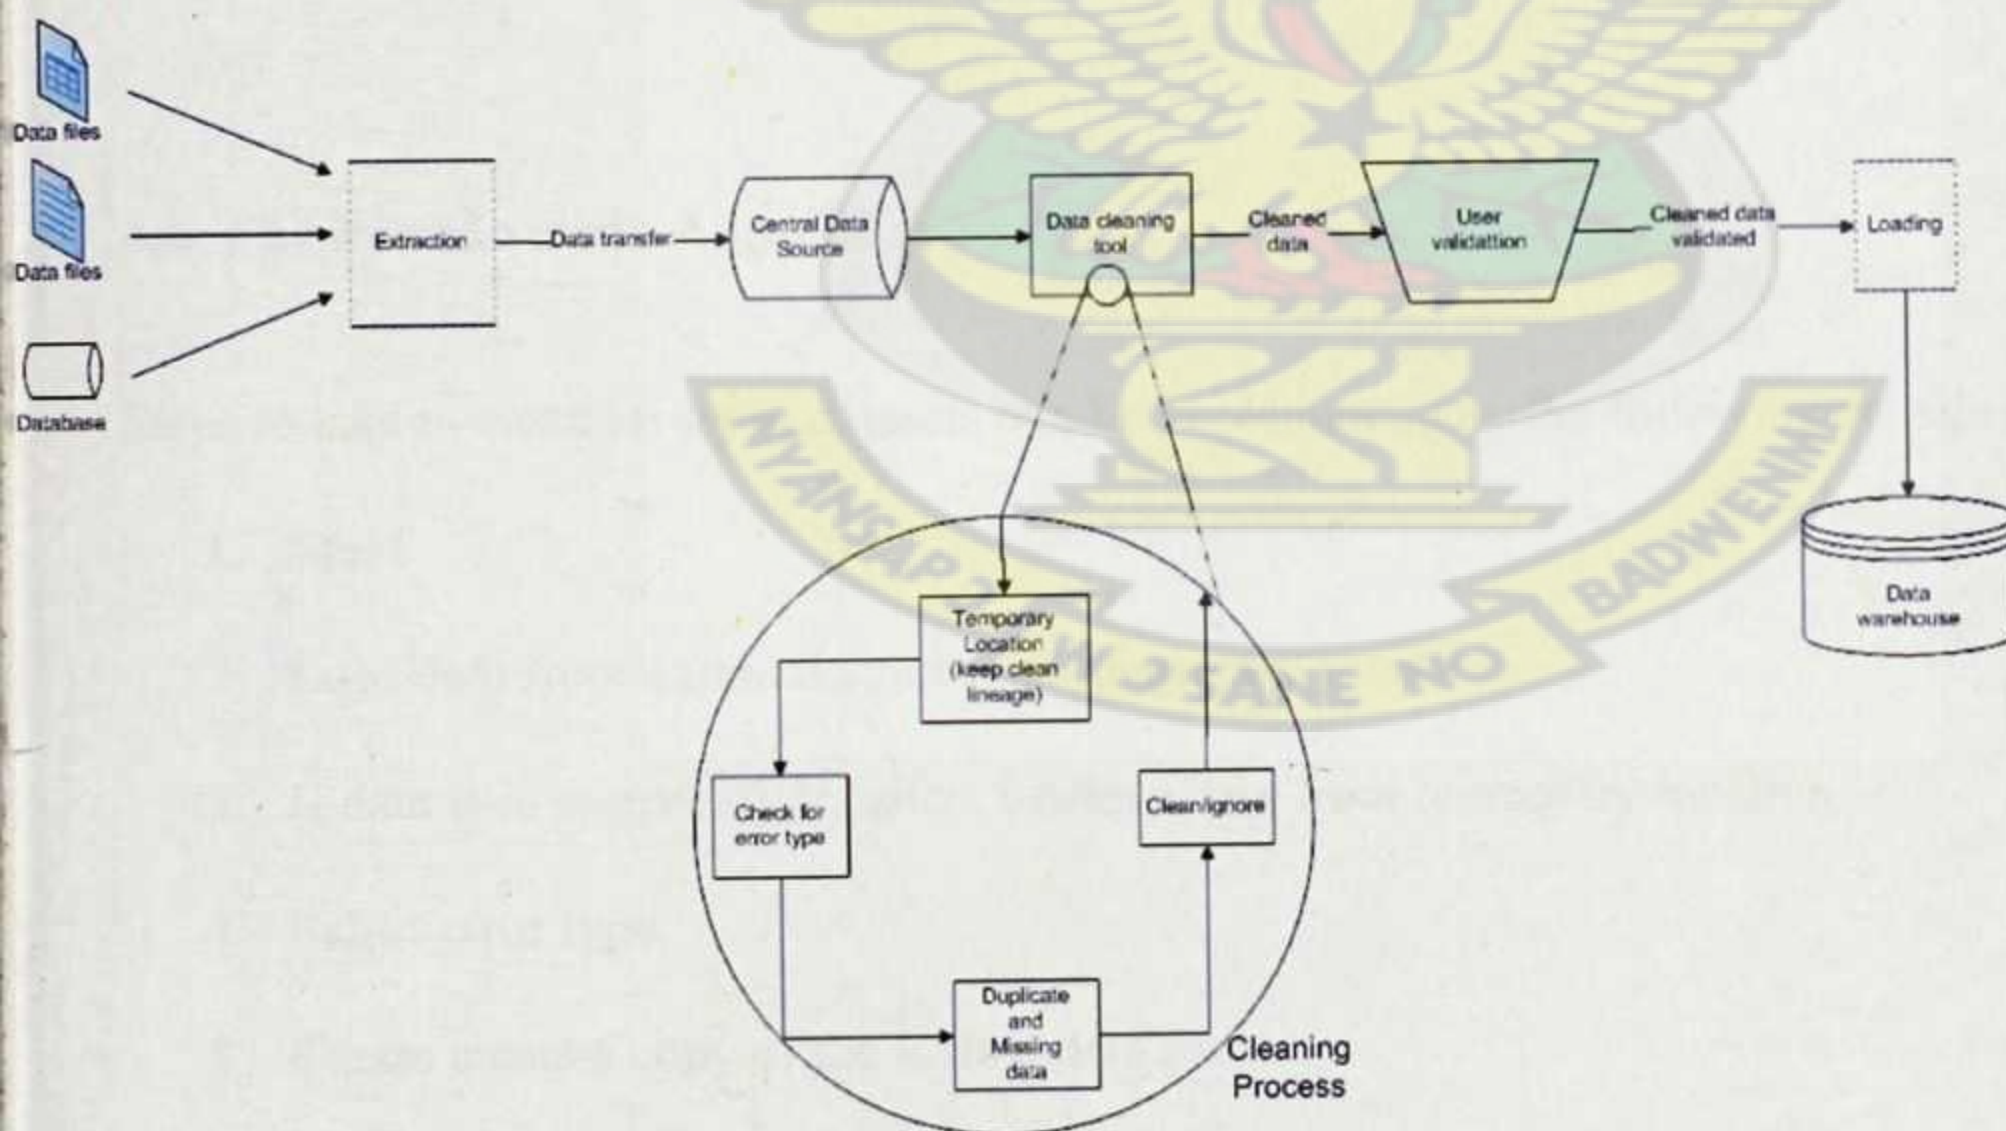 Data files
Data files
Database
Extraction
Data transfer
Central Data
Source
Data cleaning
tool
Cleaned
data
User
validattion
Cleaned data
validated
Loading
Data
warehouse
Temporary
Location
(keep clean
lineage)
Check for
error type
Duplicate
and
Missing
data
Clean/ignore
Cleaning
Process
NYANSAPƆ
WƆSANE NO
BADWENMA